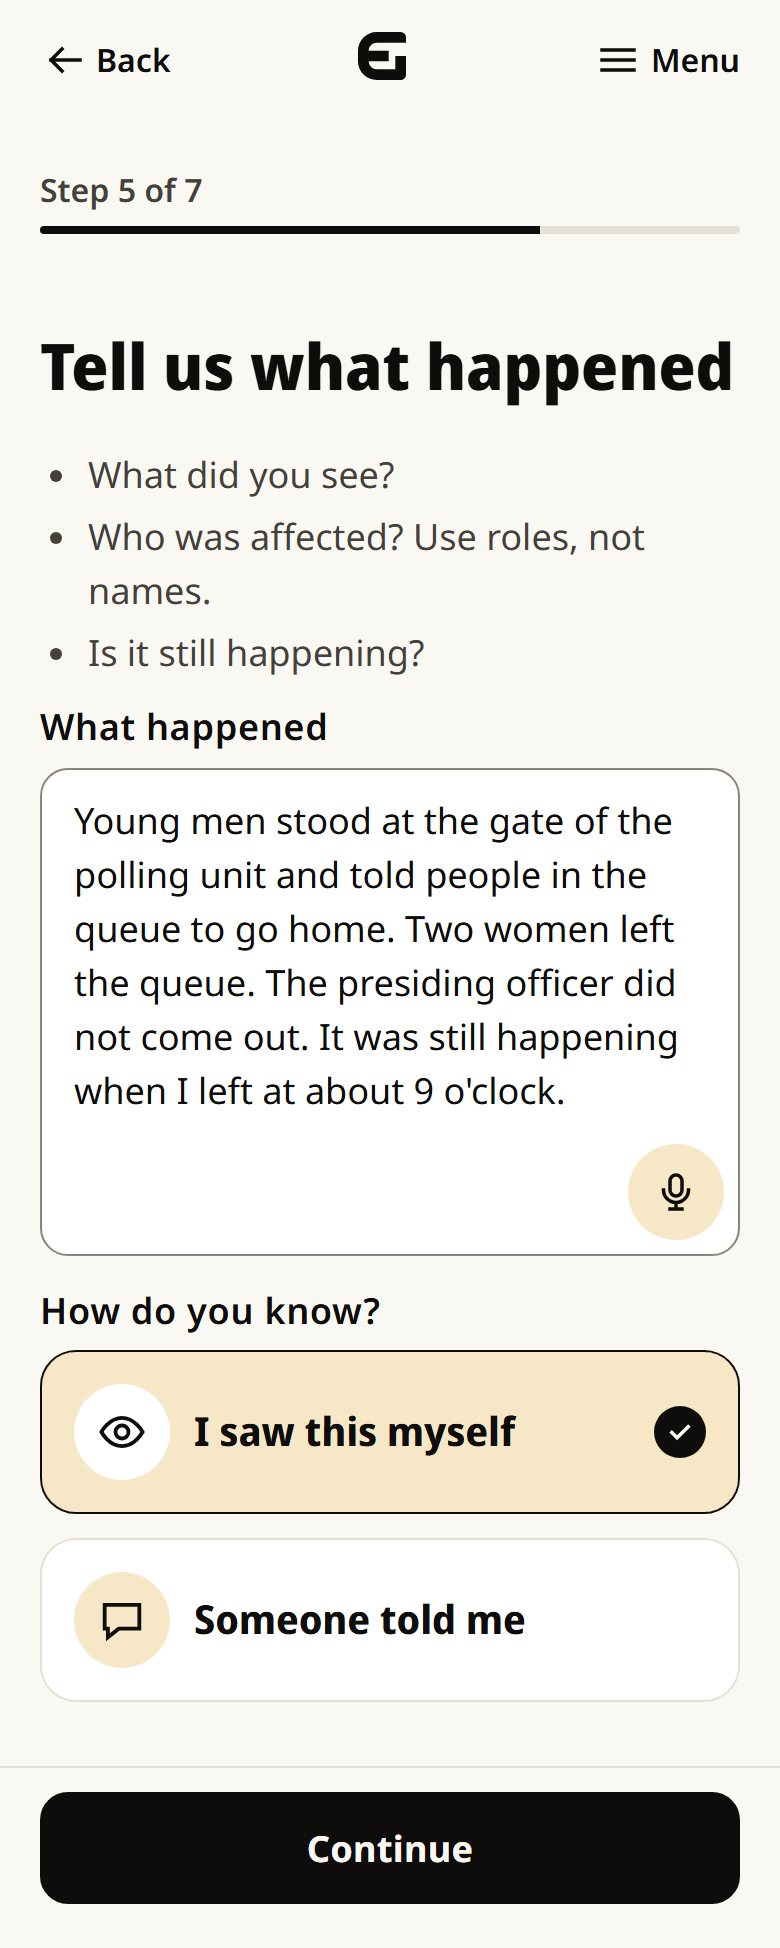 Back
Menu
Step 5 of 7
Tell us what happened
What did you see?
Who was affected? Use roles, not
names.
Is it still happening?
What happened
Young men stood at the gate of the
polling unit and told people in the
queue to go home. Two women left
the queue. The presiding officer did
not come out. It was still happening
when I left at about 9 o'clock.
How do you know?
I saw this myself
Someone told me
Continue